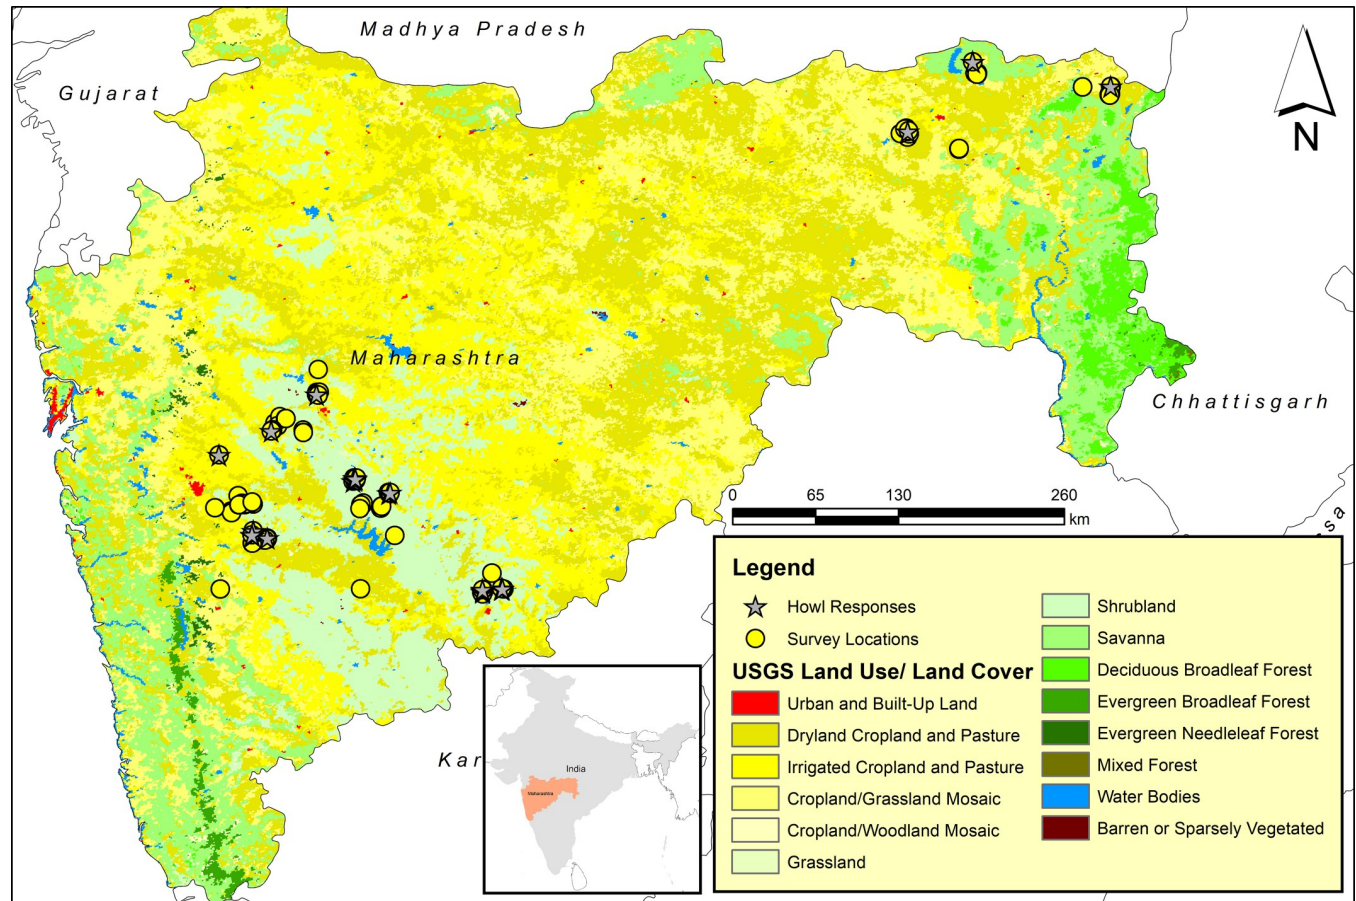 Madhya Pradesh
Gujarat
N
Maharashtra
Chhattisgarh
0 65 130 260
km
Kar
India
Maharashtra
Legend
Howl Responses
Survey Locations
USGS Land Use/ Land Cover
Urban and Built-Up Land
Dryland Cropland and Pasture
Irrigated Cropland and Pasture
Cropland/Grassland Mosaic
Cropland/Woodland Mosaic
Grassland
Shrubland
Savanna
Deciduous Broadleaf Forest
Evergreen Broadleaf Forest
Evergreen Needleleaf Forest
Mixed Forest
Water Bodies
Barren or Sparsely Vegetated